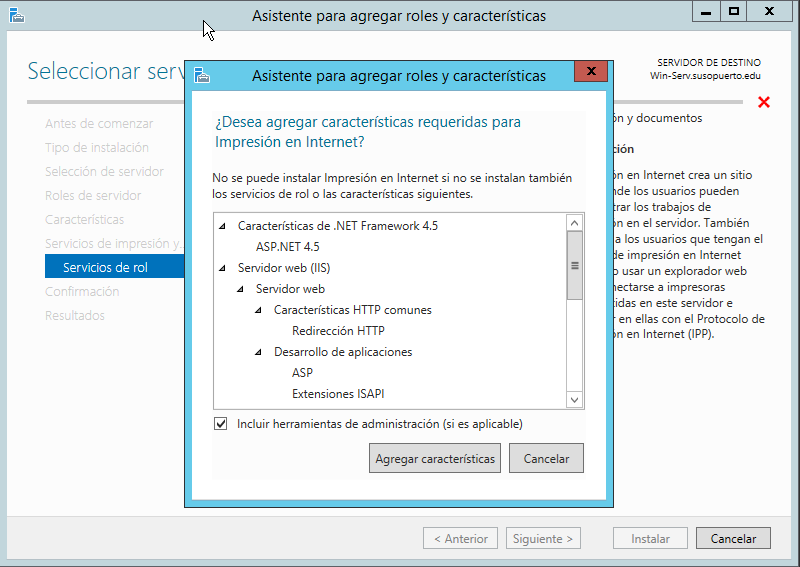 Asistente para agregar roles y características
Seleccionar serv
SERVIDOR DE DESTINO
Win-Serv.susopuerto.edu
Antes de comenzar
Tipo de instalación
Selección de servidor
Roles de servidor
Características
Servicios de impresión y...
Servicios de rol
Confirmación
Resultados
Asistente para agregar roles y características
¿Desea agregar características requeridas para
Impresión en Internet?
No se puede instalar Impresión en Internet si no se instalan también
los servicios de rol o las características siguientes.
Características de .NET Framework 4.5
ASP.NET 4.5
Servidor web (IIS)
Servidor web
Características HTTP comunes
Redirección HTTP
Desarrollo de aplicaciones
ASP
Extensiones ISAPI
Incluir herramientas de administración (si es aplicable)
Agregar características
Cancelar
n y documentos
ión
n en Internet crea un sitio
nde los usuarios pueden
trar los trabajos de
ón en el servidor. También
a los usuarios que tengan el
de impresión en Internet
o usar un explorador web
nectarse a impresoras
tidas en este servidor e
r en ellas con el Protocolo de
n en Internet (IPP).
< Anterior
Siguiente >
Instalar
Cancelar